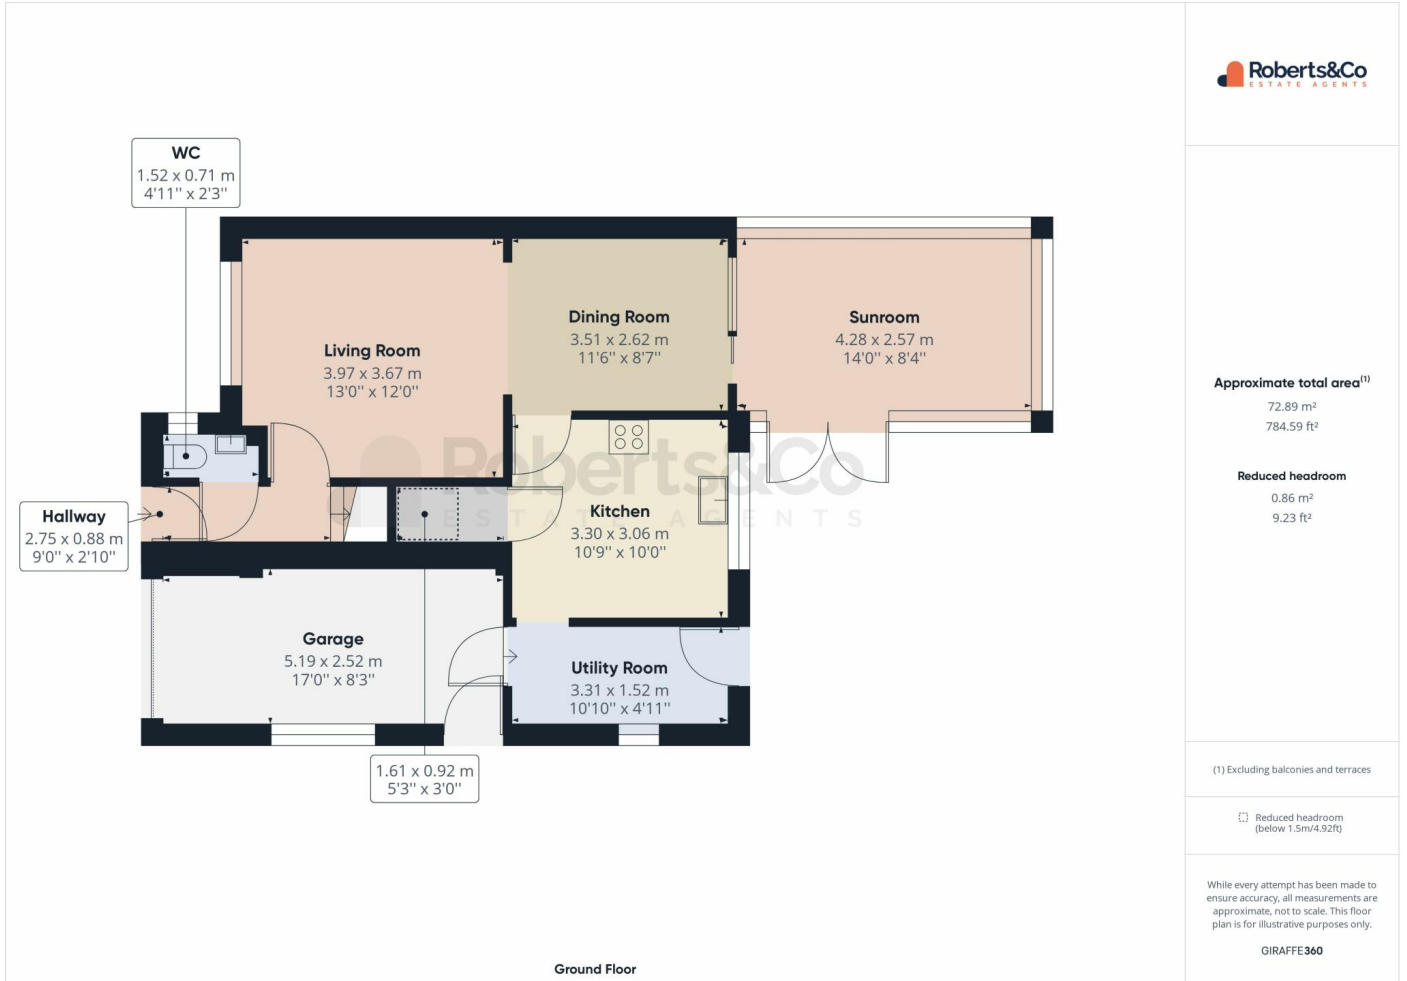 WC
1.52 x 0.71 m
4'11'' x 2'3''
Living Room
3.97 x 3.67 m
13'0'' x 12'0''
Dining Room
3.51 x 2.62 m
11'6'' x 8'7''
Sunroom
4.28 x 2.57 m
14'0'' x 8'4''
Hallway
2.75 x 0.88 m
9'0'' x 2'10''
Kitchen
3.30 x 3.06 m
10'9'' x 10'0''
Garage
5.19 x 2.52 m
17'0'' x 8'3''
Utility Room
3.31 x 1.52 m
10'10'' x 4'11''
1.61 x 0.92 m
5'3'' x 3'0''
Roberts&Co
ESTATE AGENTS
Ground Floor
Roberts&Co
ESTATE AGENTS
Approximate total area(1)
72.89 m²
784.59 ft²
Reduced headroom
0.86 m²
9.23 ft²
(1) Excluding balconies and terraces
Reduced headroom
(below 1.5m/4.92ft)
While every attempt has been made to
ensure accuracy, all measurements are
approximate, not to scale. This floor
plan is for illustrative purposes only.
GIRAFFE360